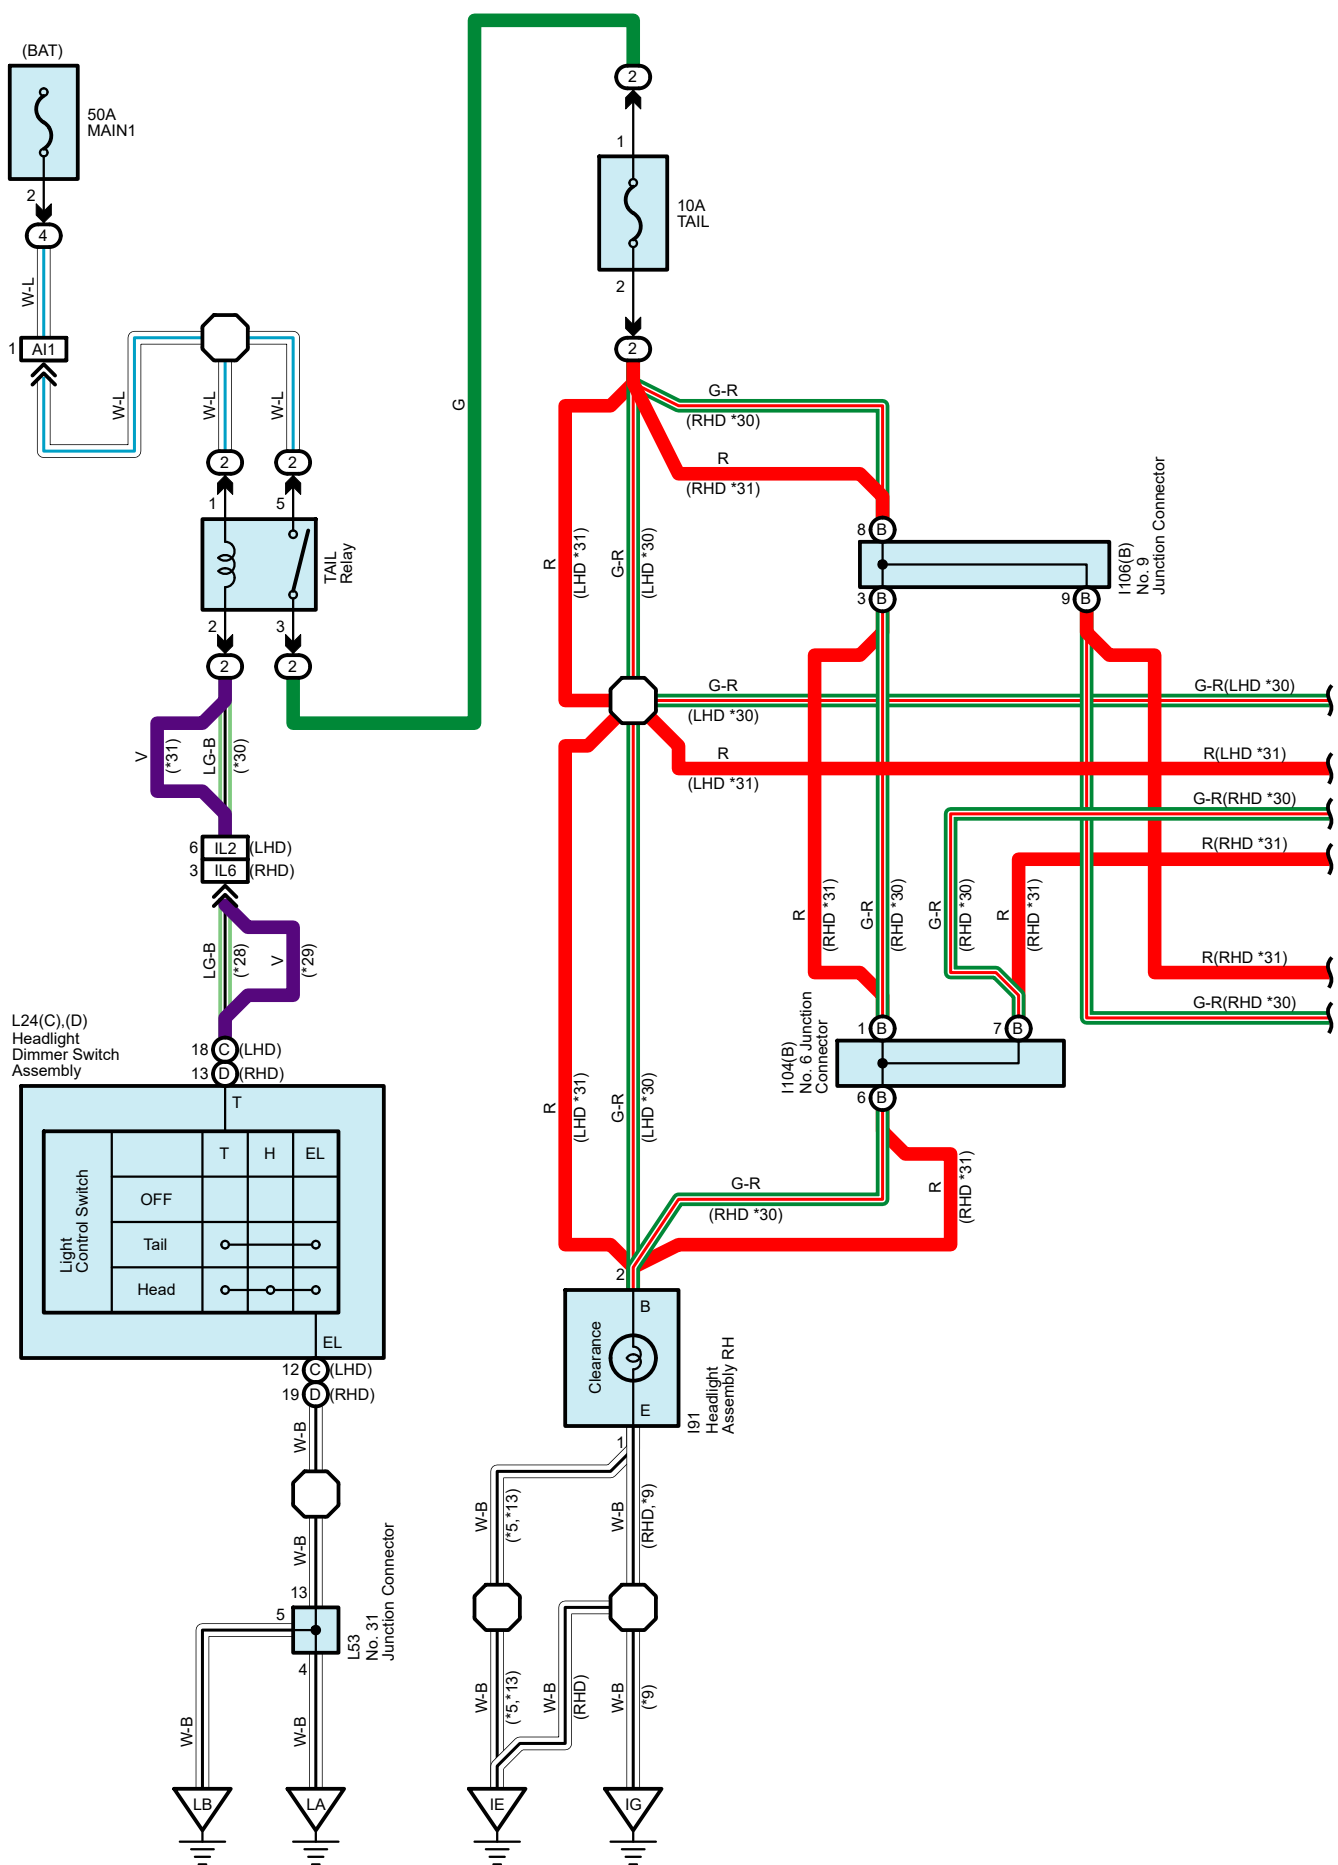 (BAT)
50A
MAIN1
2
4
W-L
1
AI1
W-L
W-L
W-L
2
2
1
5
TAIL
Relay
2
3
2
2
V
(*31)
LG-B
(*30)
6
IL2
(LHD)
3
IL6
(RHD)
LG-B
(*28)
V
(*29)
L24(C),(D)
Headlight
Dimmer Switch
Assembly
18
C
(LHD)
13
D
(RHD)
T
Light
Control Switch
T
H
EL
OFF
Tail
Head
EL
12
C
(LHD)
19
D
(RHD)
W-B
W-B
13
5
4
L53
No. 31
Junction Connector
W-B
W-B
LB
LA
G
2
1
10A
TAIL
2
2
G-R
(RHD *30)
R
(RHD *31)
R
(LHD *31)
G-R
(LHD *30)
8
B
3
B
9
B
I106(B)
No. 9
Junction Connector
G-R
(LHD *30)
G-R(LHD *30)
R
(LHD *31)
R(LHD *31)
G-R(RHD *30)
R(RHD *31)
R
(RHD *31)
G-R
(RHD *30)
G-R
(RHD *30)
R
(RHD *31)
R(RHD *31)
G-R(RHD *30)
1
B
7
B
I104(B)
No. 6 Junction
Connector
6
B
R
(LHD *31)
G-R
(LHD *30)
G-R
(RHD *30)
R
(RHD *31)
2
B
Clearance
E
I91
Headlight
Assembly RH
1
W-B
(*5,*13)
W-B
(RHD,*9)
W-B
(*5,*13)
W-B
(RHD)
W-B
(*9)
IE
IG